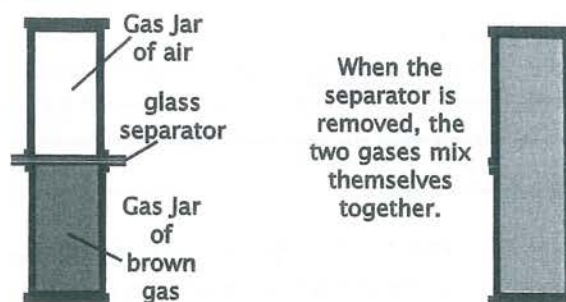 Gas Jar
of air
glass
separator
Gas Jar
of
brown
gas
When the
separator is
removed, the
two gases mix
themselves
together.